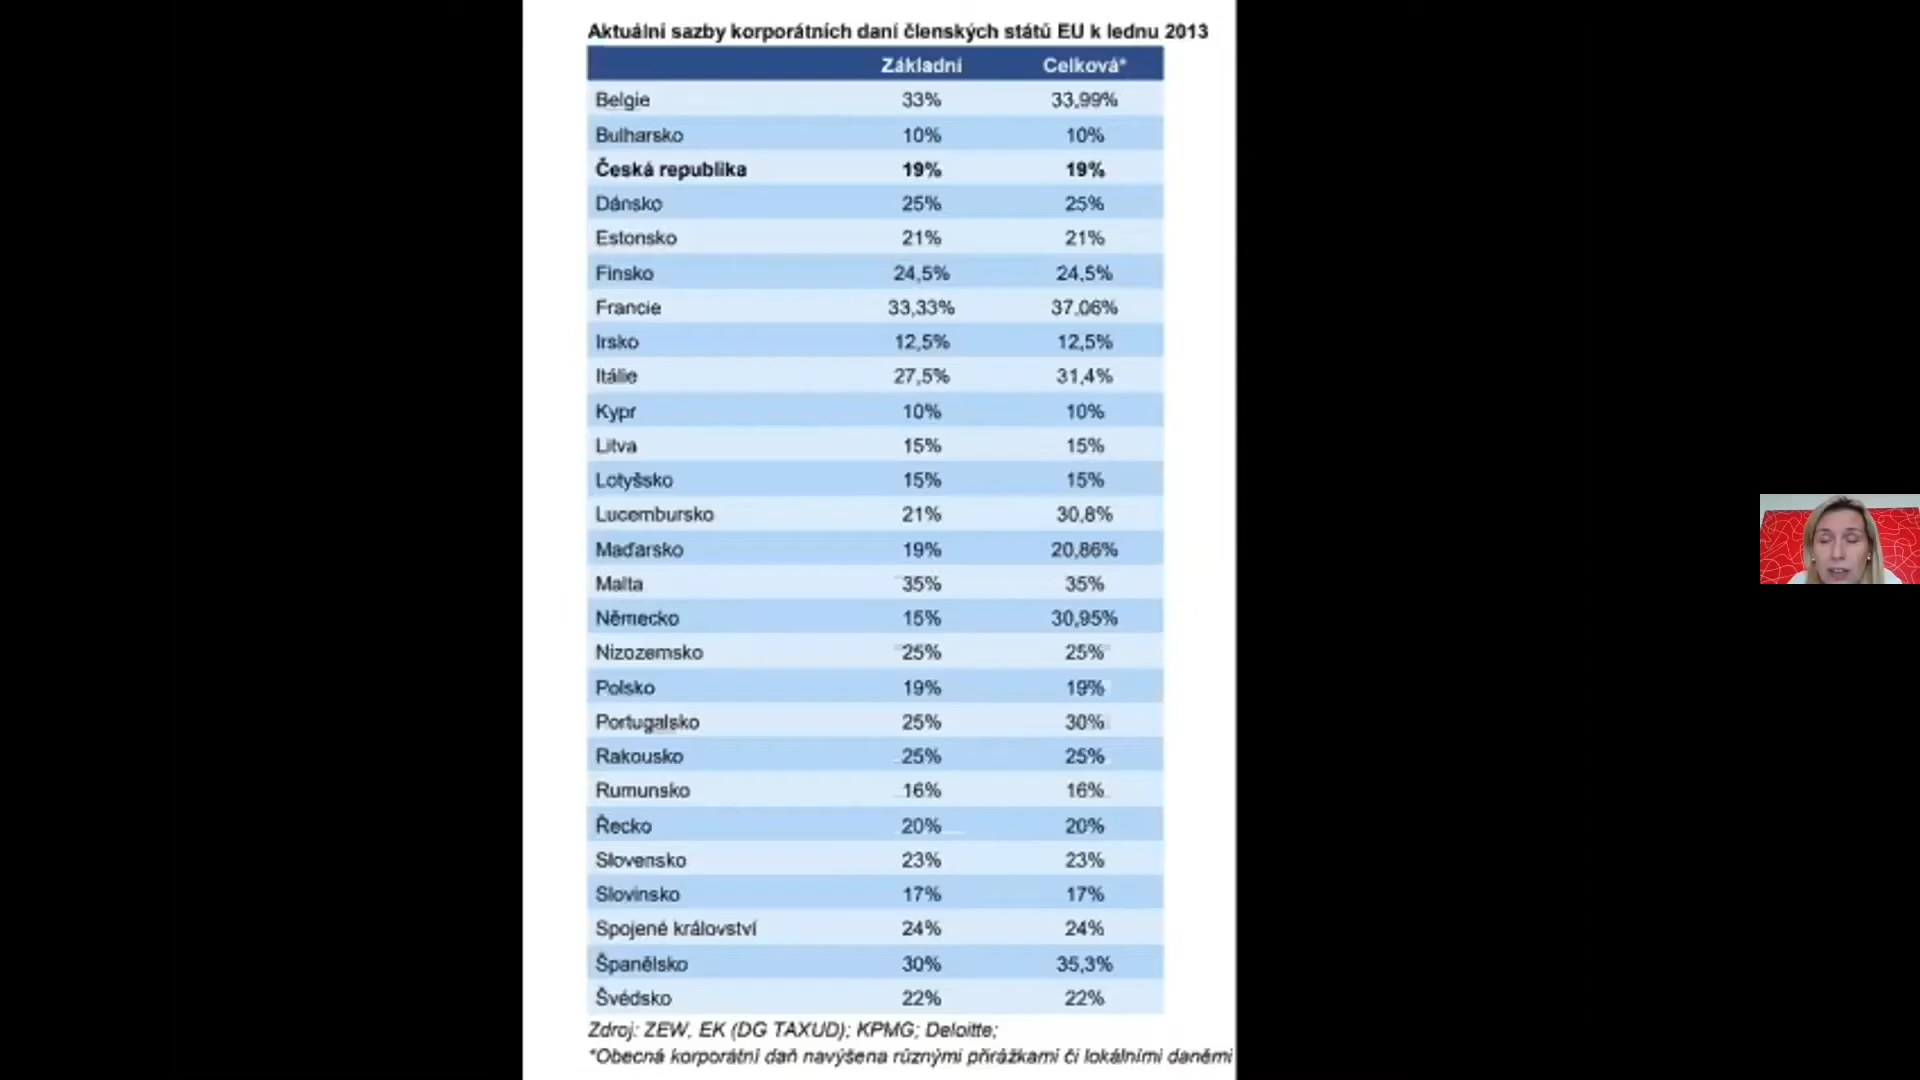 Aktuální sazby korporátních daní členských států EU k lednu 2013
Základní Celková*
Belgie 33% 33,99%
Bulharsko 10% 10%
Česká republika 19% 19%
Dánsko 25% 25%
Estonsko 21% 21%
Finsko 24,5% 24,5%
Francie 33,33% 37,06%
Irsko 12,5% 12,5%
Itálie 27,5% 31,4%
Kypr 10% 10%
Litva 15% 15%
Lotyšsko 15% 15%
Lucembursko 21% 30,8%
Maďarsko 19% 20,86%
Malta 35% 35%
Německo 15% 30,95%
Nizozemsko 25% 25%
Polsko 19% 19%
Portugalsko 25% 30%
Rakousko 25% 25%
Rumunsko 16% 16%
Řecko 20% 20%
Slovensko 23% 23%
Slovinsko 17% 17%
Spojené království 24% 24%
Španělsko 30% 35,3%
Švédsko 22% 22%
Zdroj: ZEW, EK (DG TAXUD); KPMG; Deloitte;
*Obecná korporátní daň navýšena různými přirážkami či lokálními daněmi